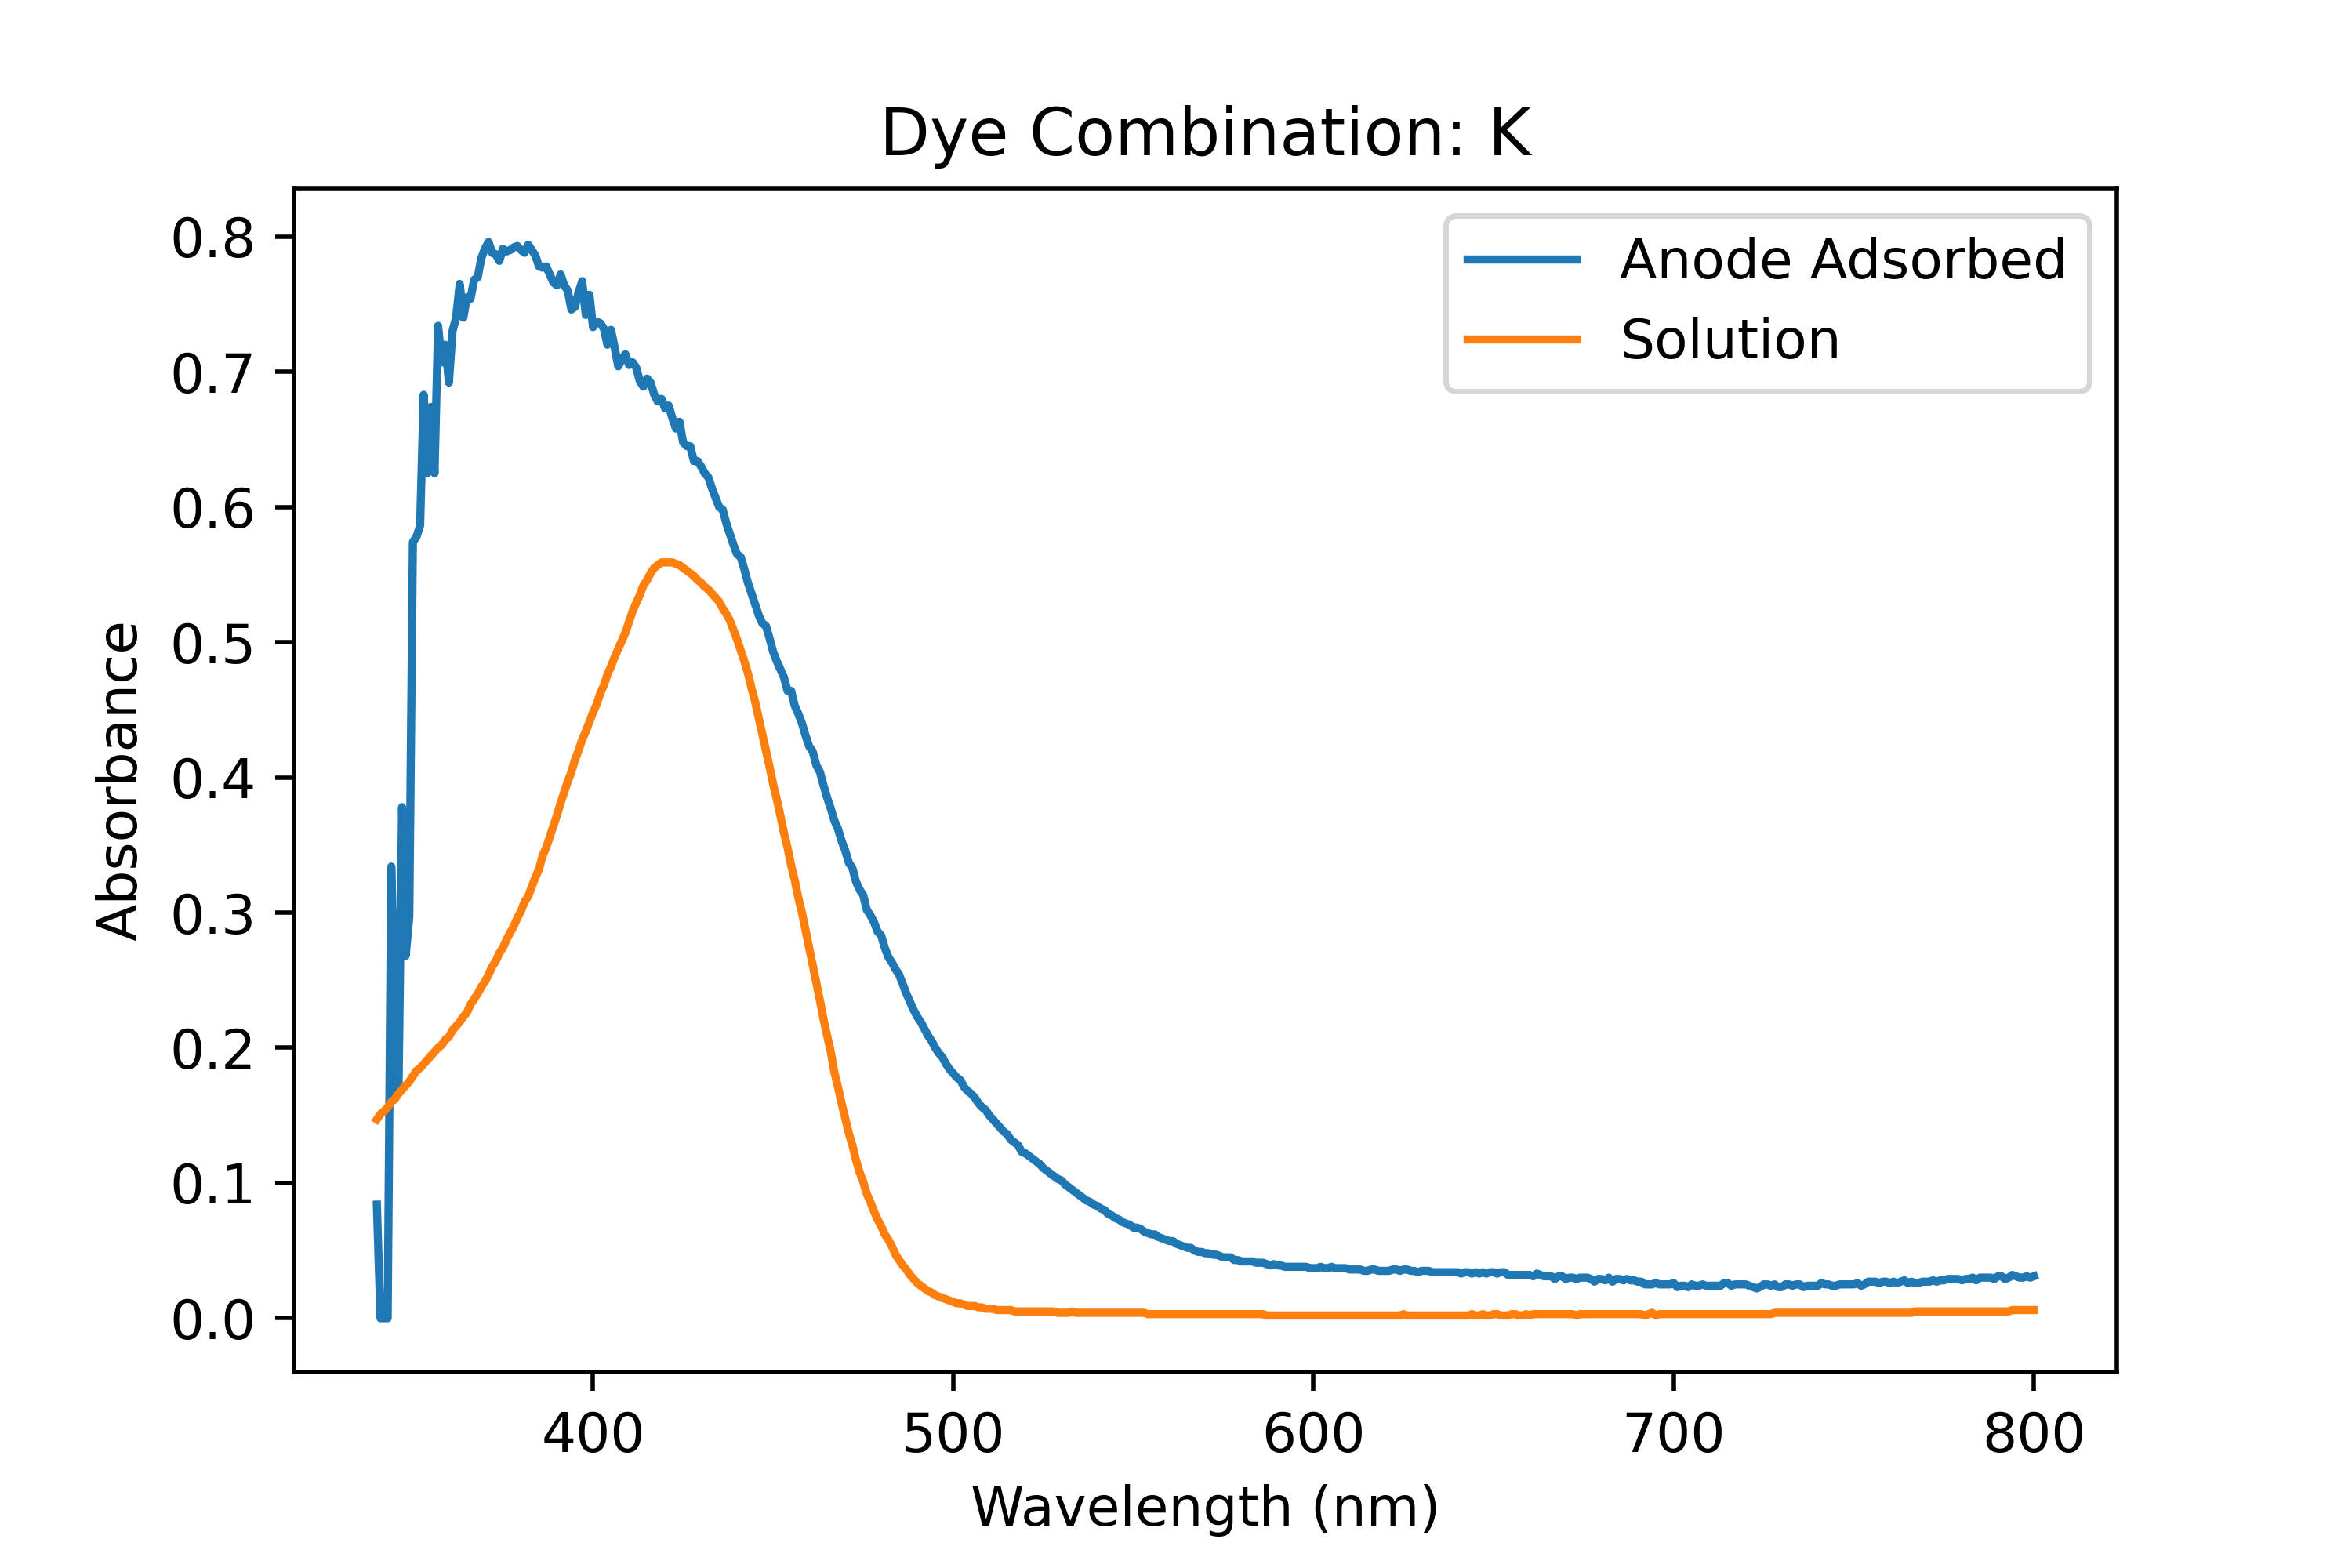 Dye Combination: K
Anode Adsorbed
Solution
Absorbance
0.8
0.7
0.6
0.5
0.4
0.3
0.2
0.1
0.0
400 500 600 700 800
Wavelength (nm)